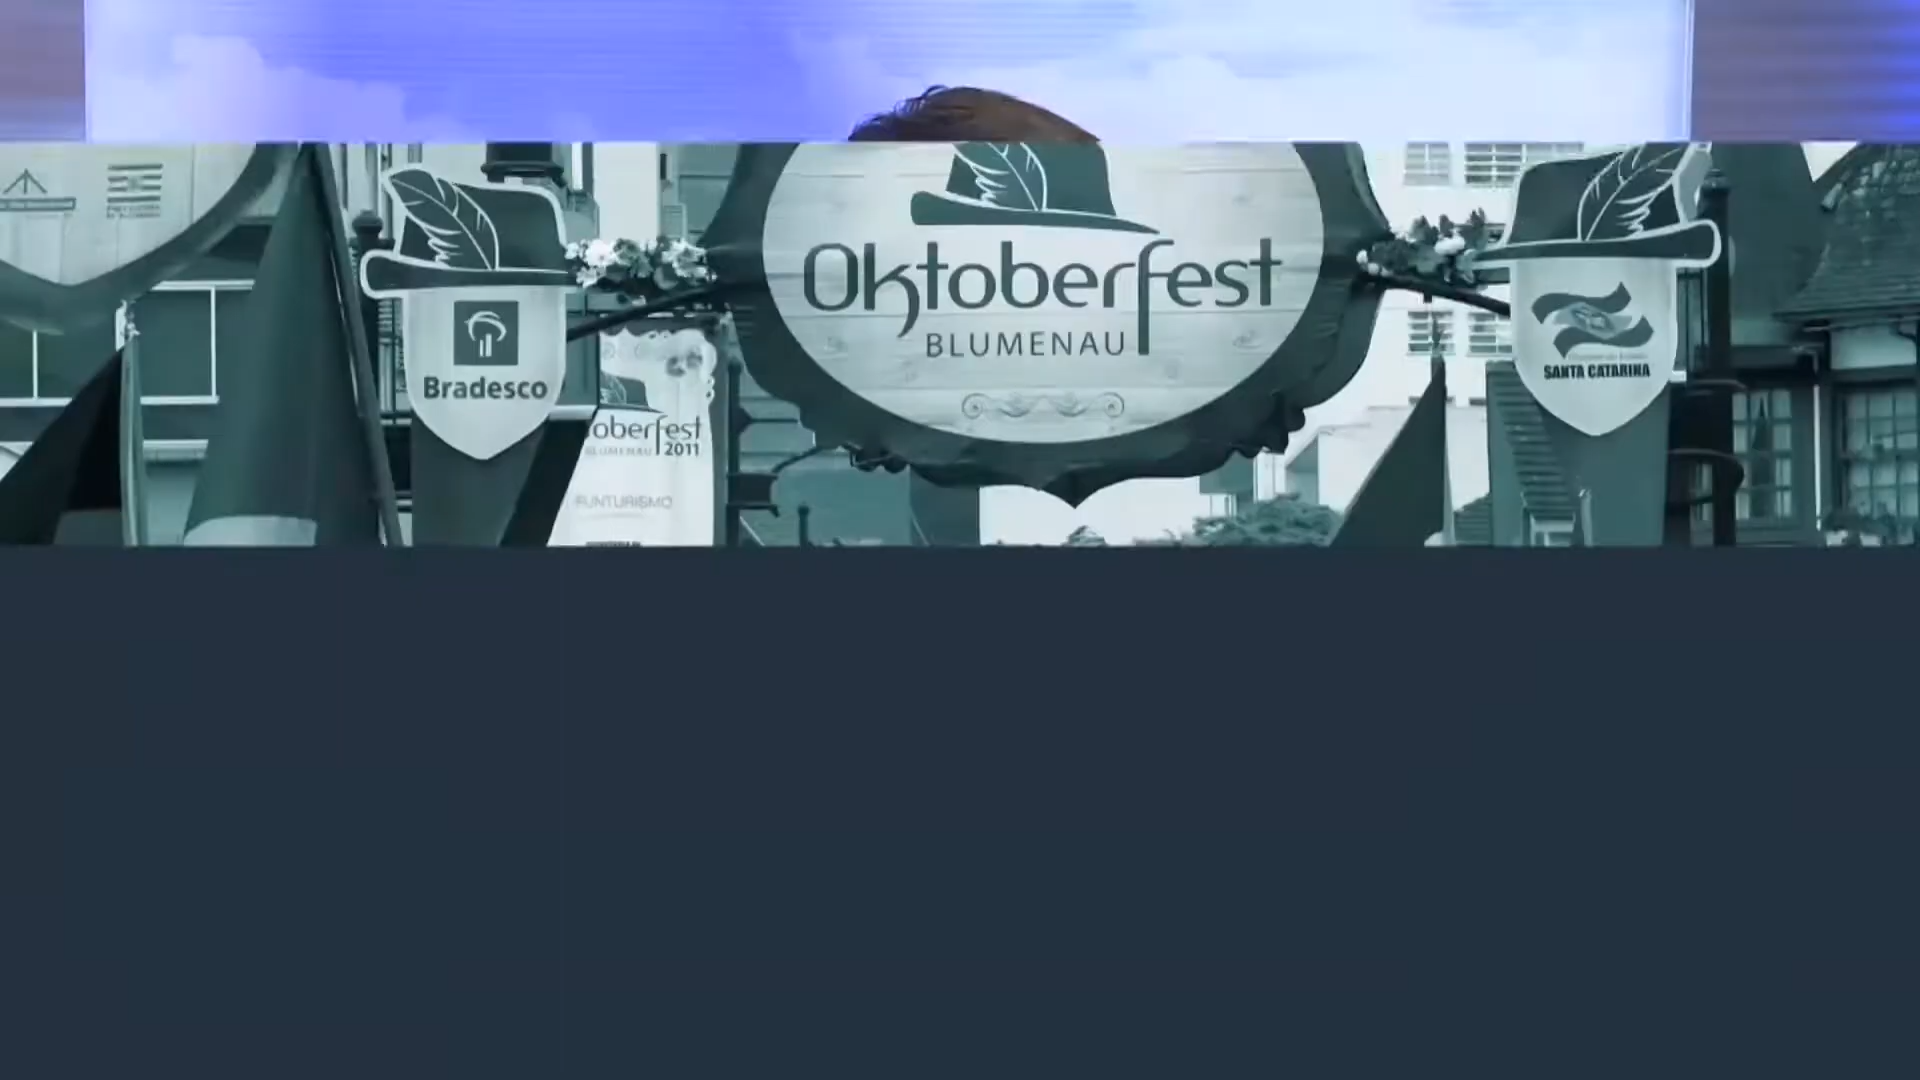 Oktoberfest
BLUMENAU
Bradesco
SANTA CATARINA
oberfest
BLUMENAU 2011
FUNTURISMO